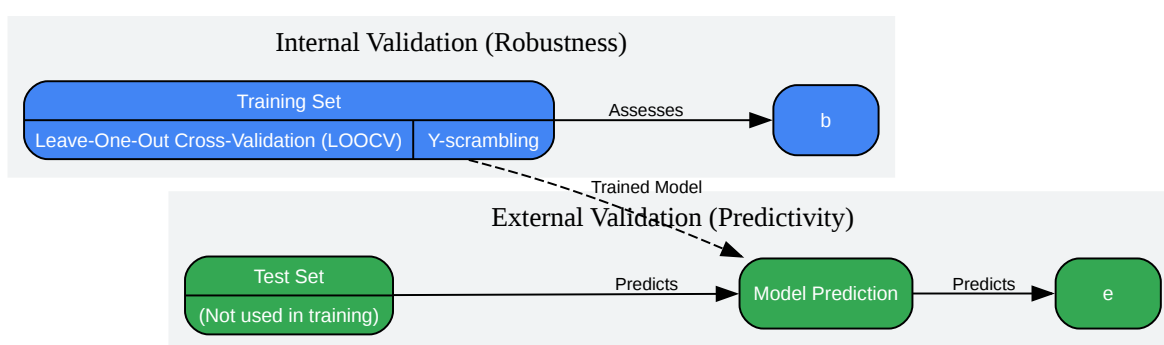 Internal Validation (Robustness)
Training Set
Leave-One-Out Cross-Validation (LOOCV)
Y-scrambling
Assesses
b
Trained Model
External Validation (Predictivity)
Test Set
(Not used in training)
Predicts
Model Prediction
Predicts
e